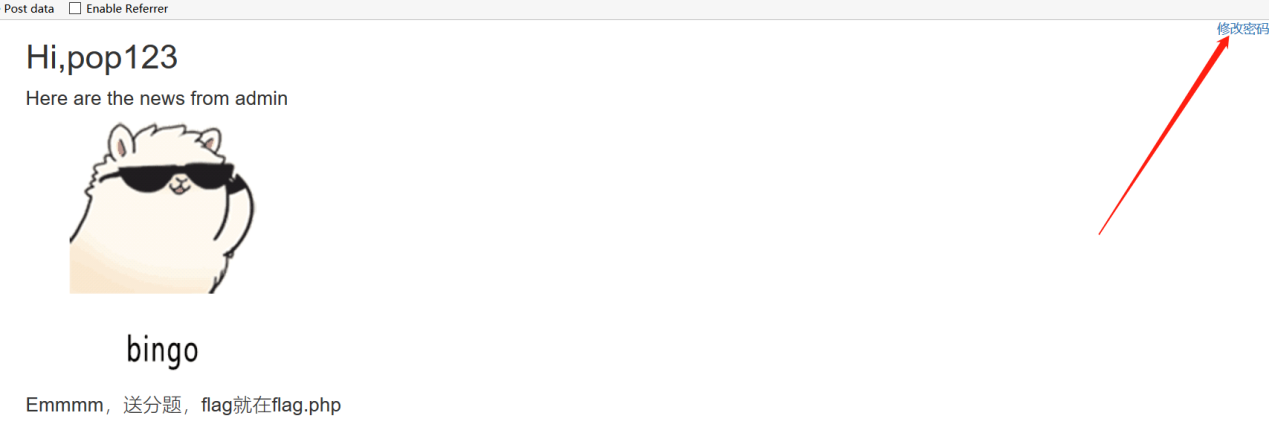 Post data Enable Referrer
修改密码
Hi,pop123
Here are the news from admin
bingo
Emmmm，送分题，flag就在flag.php